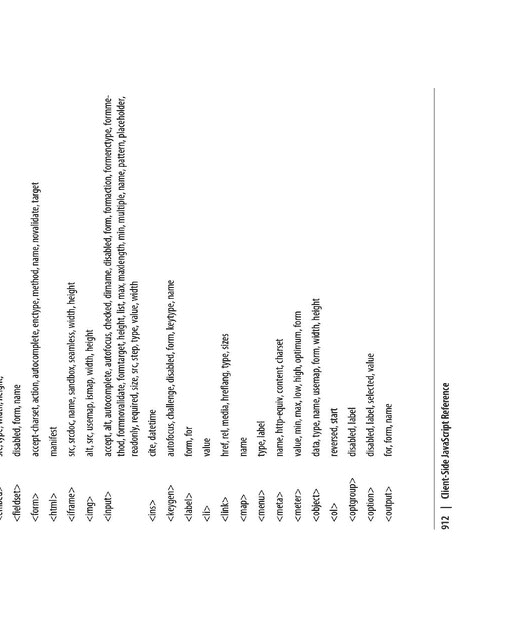 <fieldset> disabled, form, name
<form> accept-charset, action, autocomplete, enctype, method, name, novalidate, target
<html> manifest
<iframe> src, srcdoc, name, sandbox, seamless, width, height
<img> alt, src, usemap, ismap, width, height
<input> accept, alt, autocomplete, autofocus, checked, dirname, disabled, form, formaction, formenctype, formme-
thod, formnovalidate, formtarget, height, list, max, maxlength, min, multiple, name, pattern, placeholder,
readonly, required, size, src, step, type, value, width
<ins> cite, datetime
<keygen> autofocus, challenge, disabled, form, keytype, name
<label> form, for
<li> value
<link> href, rel, media, hreflang, type, sizes
<map> name
<menu> type, label
<meta> name, http-equiv, content, charset
<meter> value, min, max, low, high, optimum, form
<object> data, type, name, usemap, form, width, height
<ol> reversed, start
<optgroup> disabled, label
<option> disabled, label, selected, value
<output> for, form, name
912 | Client-Side JavaScript Reference